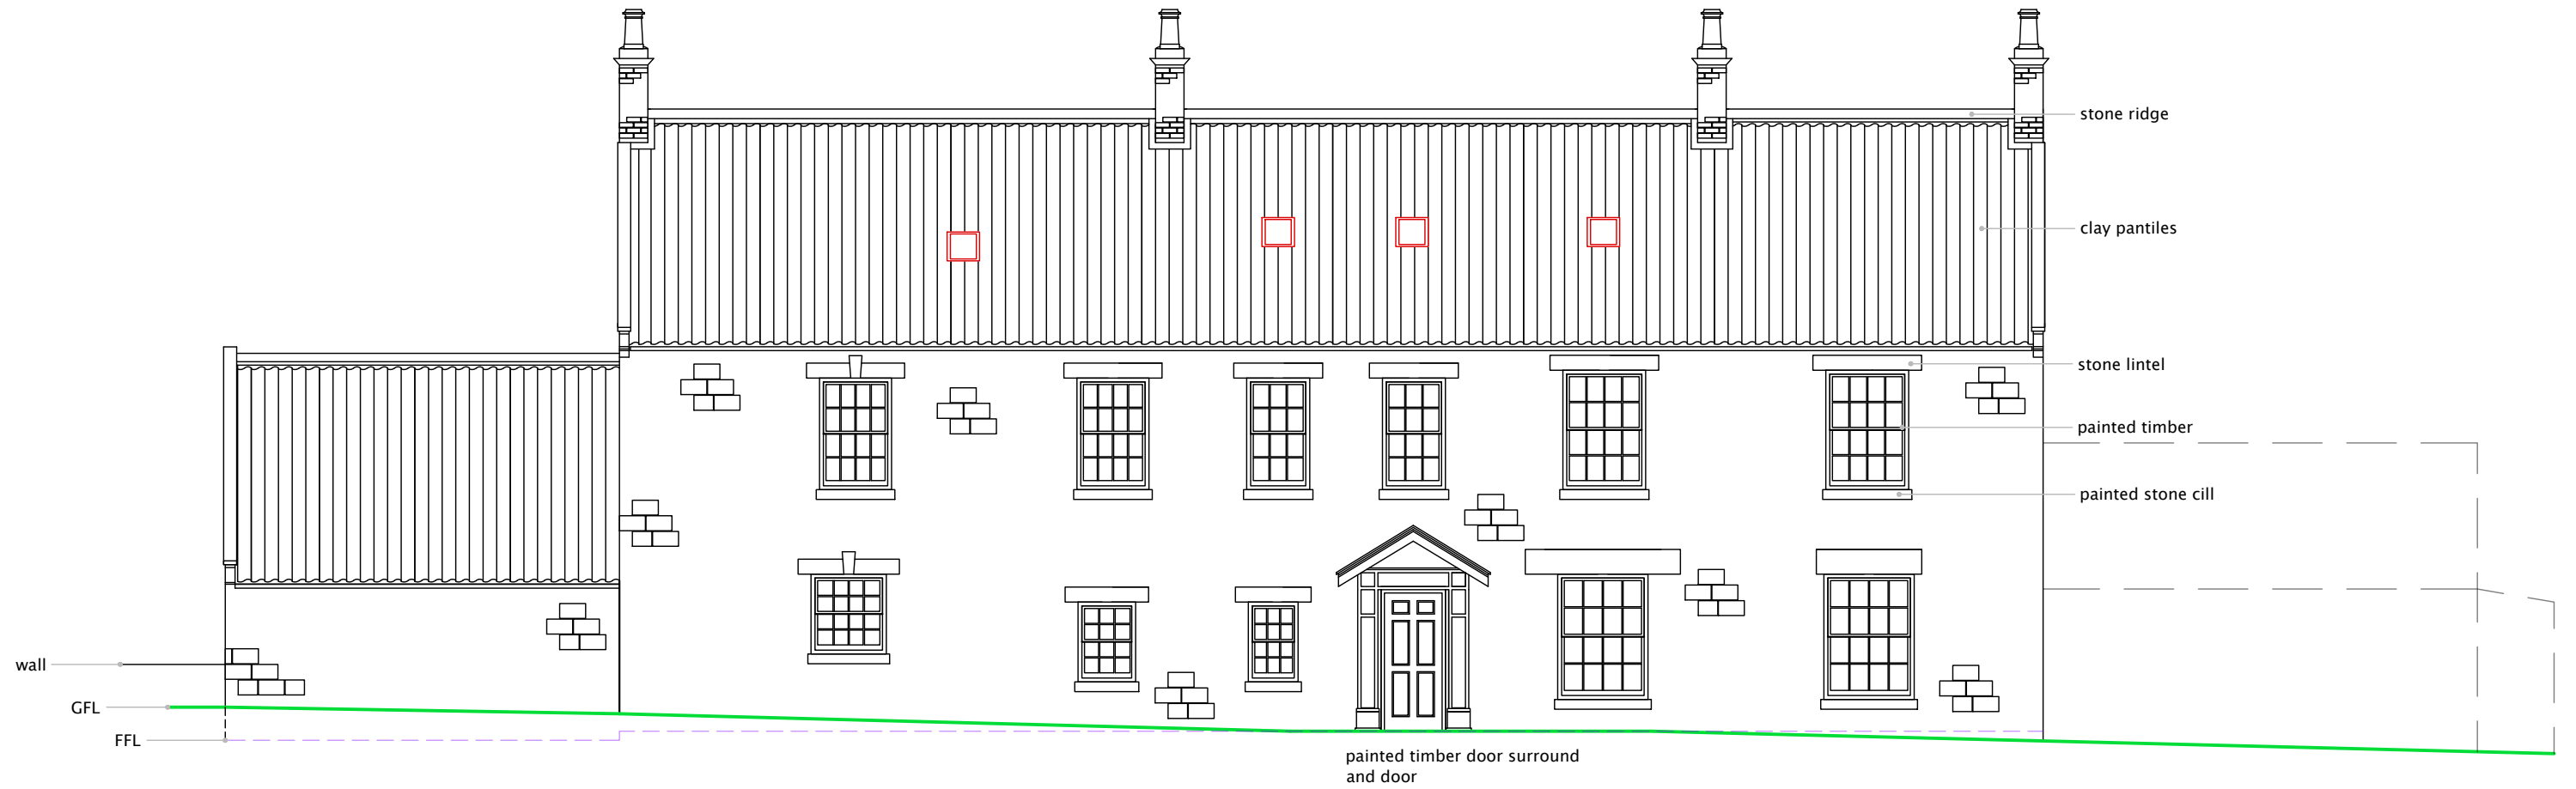 stone ridge
clay pantiles
stone lintel
painted timber
painted stone cill
wall
GFL
FFL
painted timber door surround
and door